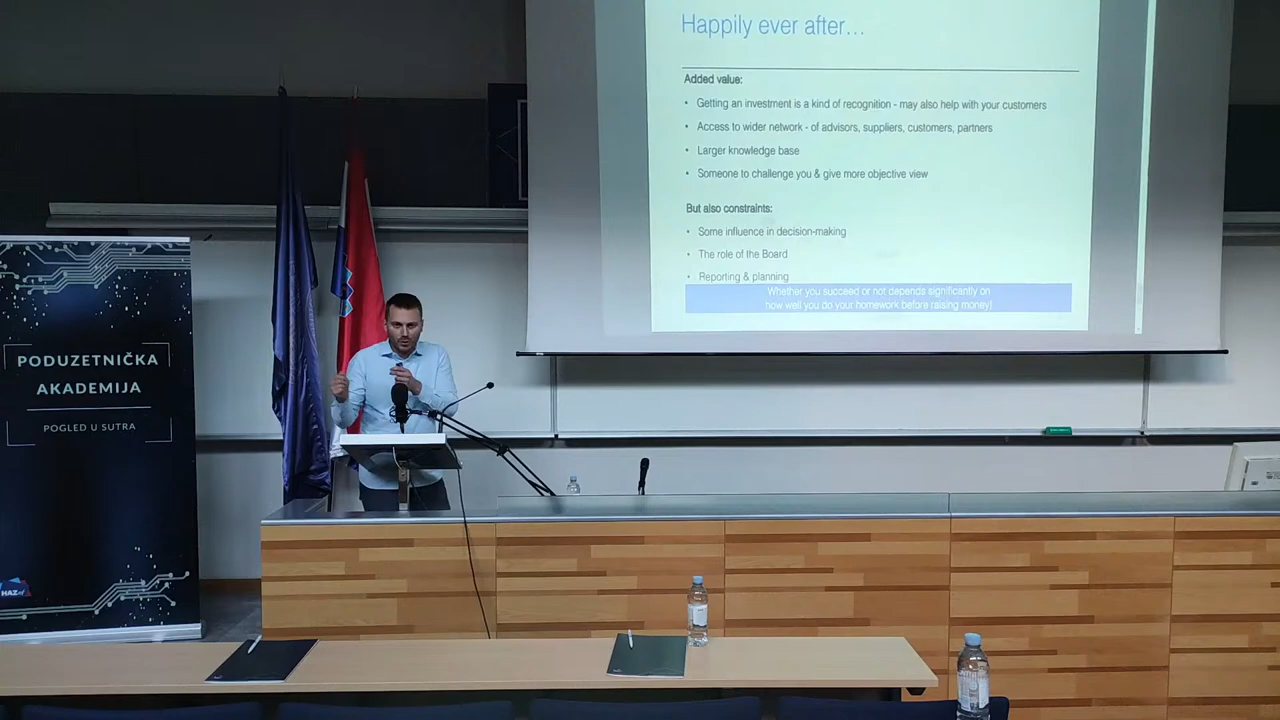 Happily ever after...
Added value:
• Getting an investment is a kind of recognition - may also help with your customers
• Access to wider network - of advisors, suppliers, customers, partners
• Larger knowledge base
• Someone to challenge you & give more objective view
But also constraints:
• Some influence in decision-making
• The role of the Board
• Reporting & planning
Whether you succeed or not depends significantly on
how well you do your homework before raising money!
PODUZETNIČKA
AKADEMIJA
POGLED U SUTRA
HAZ